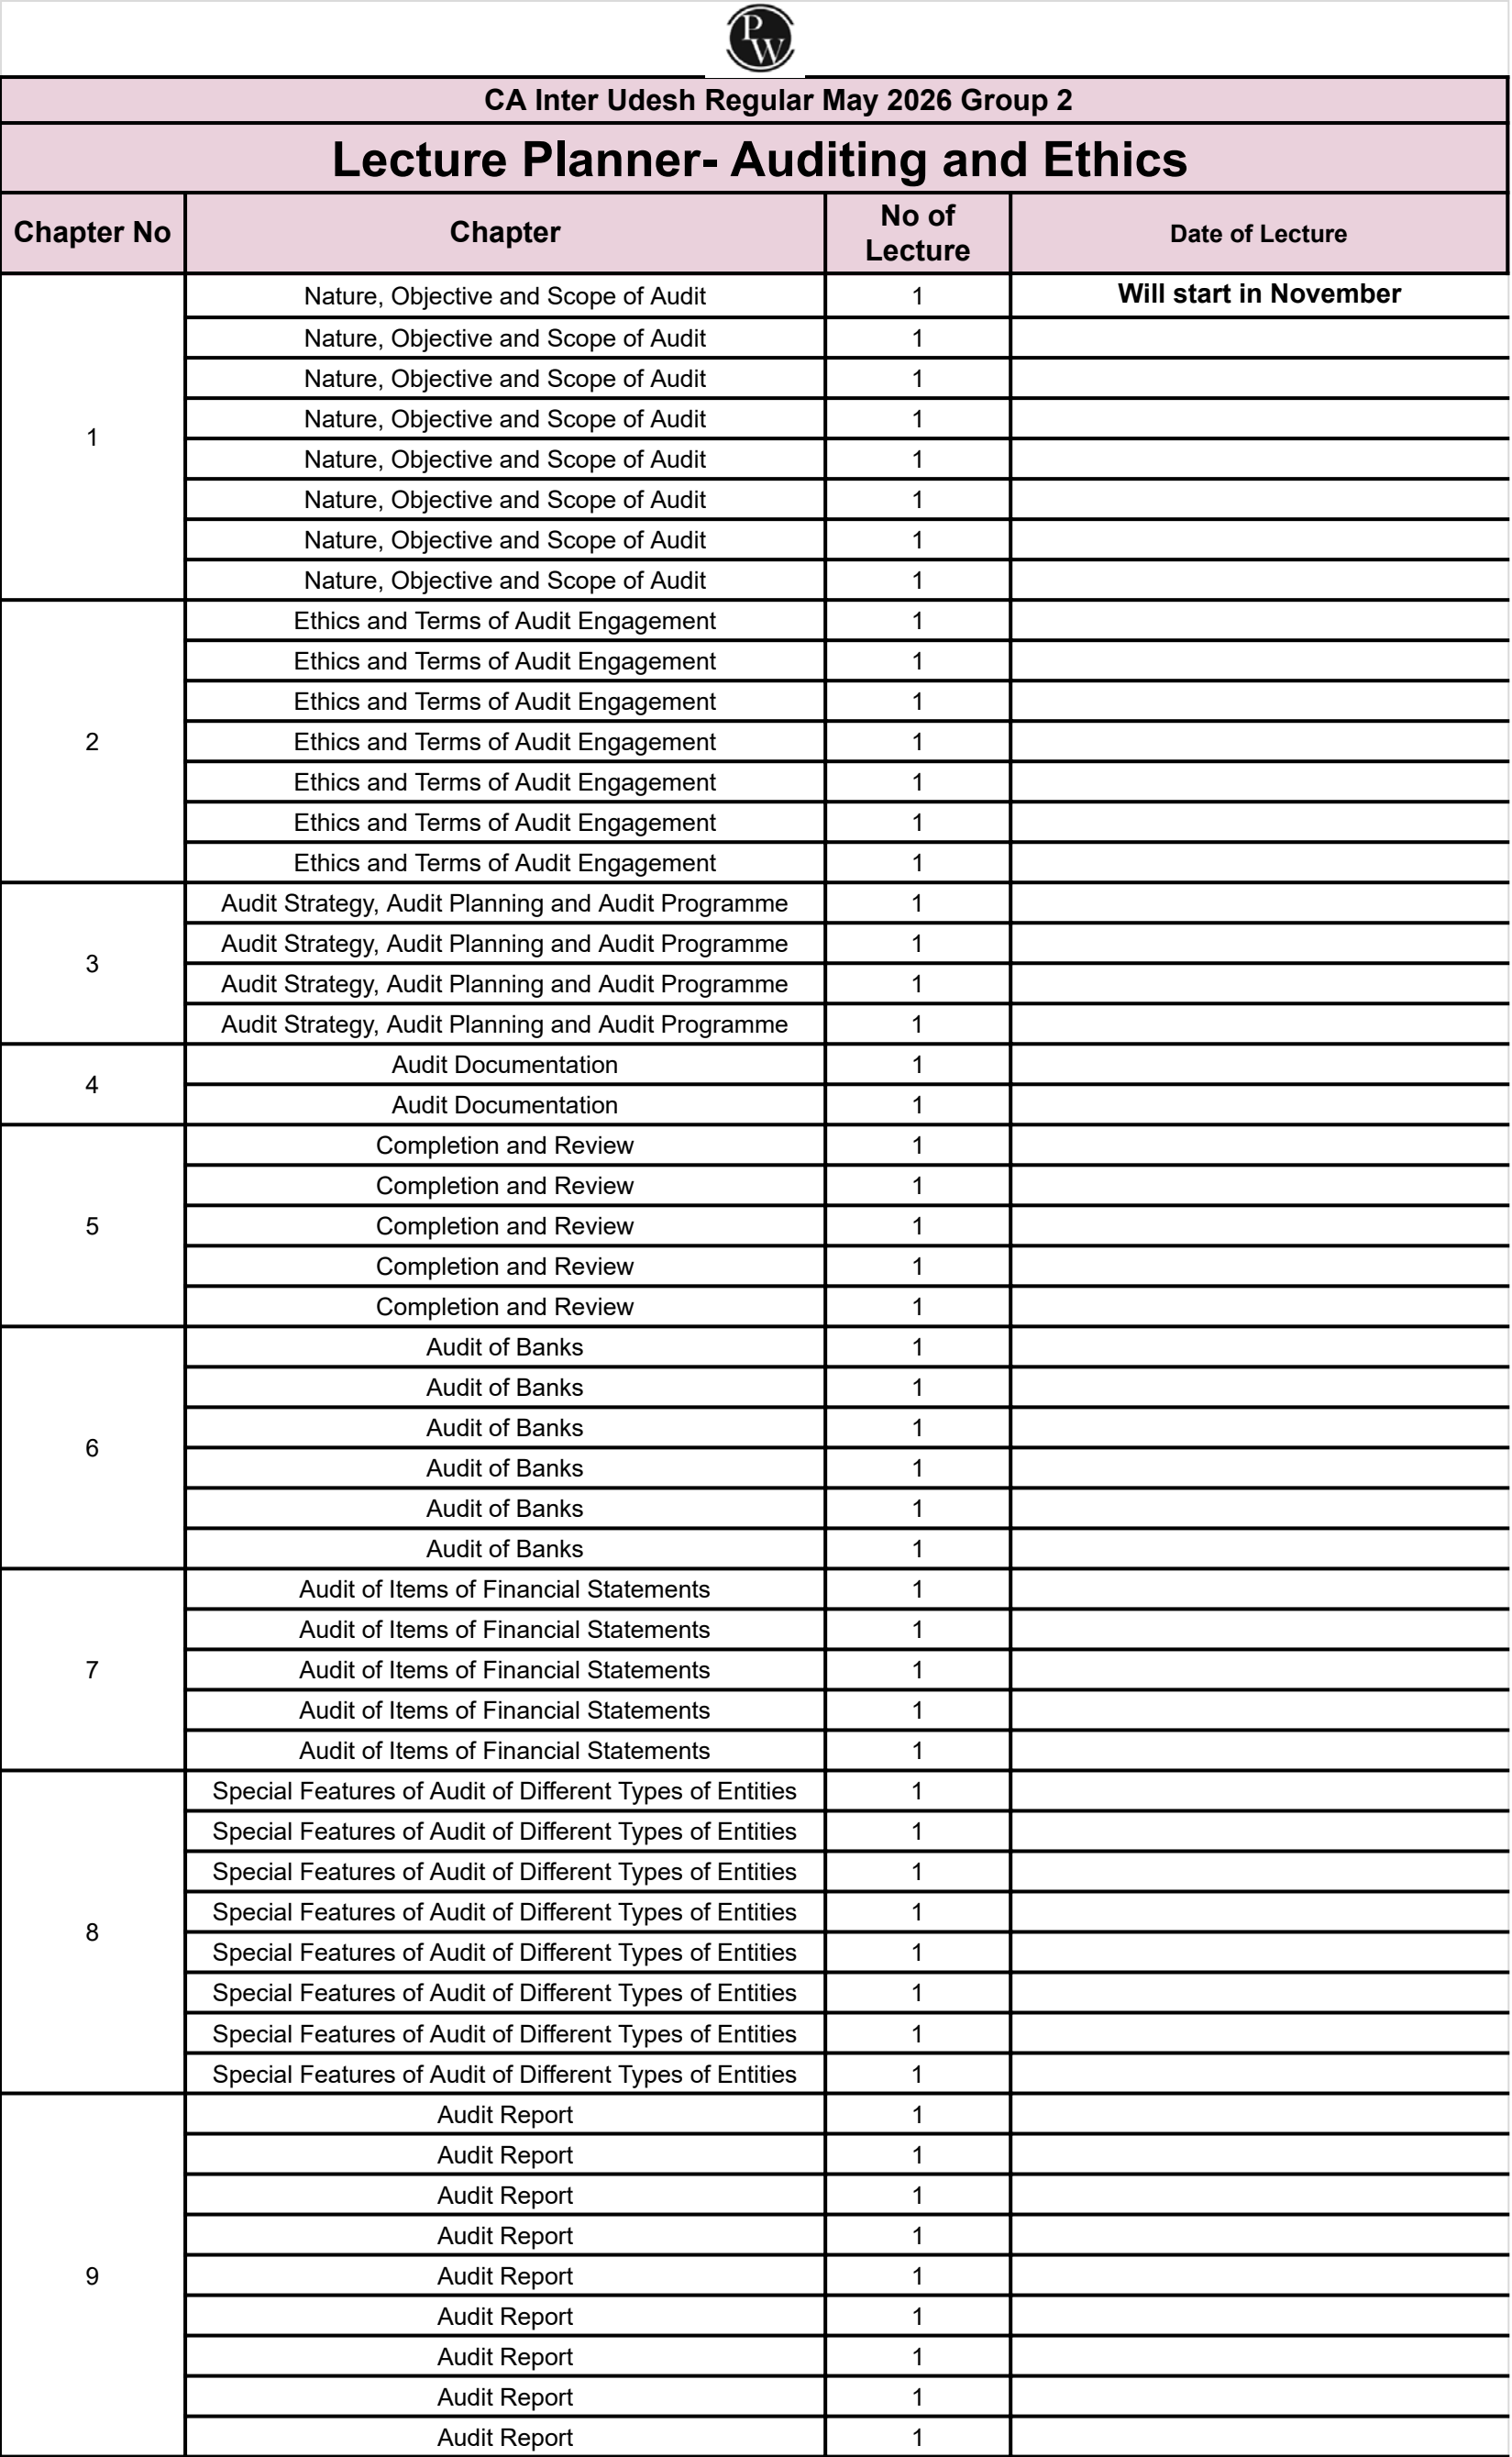 PW
CA Inter Udesh Regular May 2026 Group 2
Lecture Planner- Auditing and Ethics
Chapter No Chapter No of Lecture Date of Lecture
1
Nature, Objective and Scope of Audit 1 Will start in November
Nature, Objective and Scope of Audit 1
Nature, Objective and Scope of Audit 1
Nature, Objective and Scope of Audit 1
Nature, Objective and Scope of Audit 1
Nature, Objective and Scope of Audit 1
Nature, Objective and Scope of Audit 1
Nature, Objective and Scope of Audit 1
2
Ethics and Terms of Audit Engagement 1
Ethics and Terms of Audit Engagement 1
Ethics and Terms of Audit Engagement 1
Ethics and Terms of Audit Engagement 1
Ethics and Terms of Audit Engagement 1
Ethics and Terms of Audit Engagement 1
Ethics and Terms of Audit Engagement 1
3
Audit Strategy, Audit Planning and Audit Programme 1
Audit Strategy, Audit Planning and Audit Programme 1
Audit Strategy, Audit Planning and Audit Programme 1
Audit Strategy, Audit Planning and Audit Programme 1
4
Audit Documentation 1
Audit Documentation 1
5
Completion and Review 1
Completion and Review 1
Completion and Review 1
Completion and Review 1
Completion and Review 1
6
Audit of Banks 1
Audit of Banks 1
Audit of Banks 1
Audit of Banks 1
Audit of Banks 1
Audit of Banks 1
7
Audit of Items of Financial Statements 1
Audit of Items of Financial Statements 1
Audit of Items of Financial Statements 1
Audit of Items of Financial Statements 1
Audit of Items of Financial Statements 1
8
Special Features of Audit of Different Types of Entities 1
Special Features of Audit of Different Types of Entities 1
Special Features of Audit of Different Types of Entities 1
Special Features of Audit of Different Types of Entities 1
Special Features of Audit of Different Types of Entities 1
Special Features of Audit of Different Types of Entities 1
Special Features of Audit of Different Types of Entities 1
Special Features of Audit of Different Types of Entities 1
9
Audit Report 1
Audit Report 1
Audit Report 1
Audit Report 1
Audit Report 1
Audit Report 1
Audit Report 1
Audit Report 1
Audit Report 1